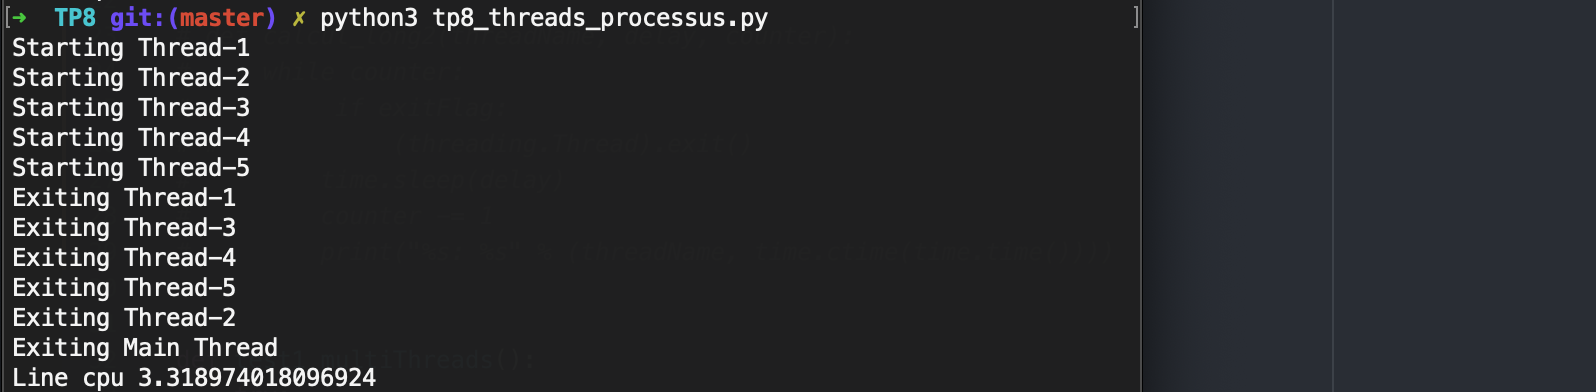 [➜ TP8 git:(master) ✗ python3 tp8_threads_processus.py ]
Starting Thread-1
Starting Thread-2
Starting Thread-3
Starting Thread-4
Starting Thread-5
Exiting Thread-1
Exiting Thread-3
Exiting Thread-4
Exiting Thread-5
Exiting Thread-2
Exiting Main Thread
Line cpu 3.318974018096924